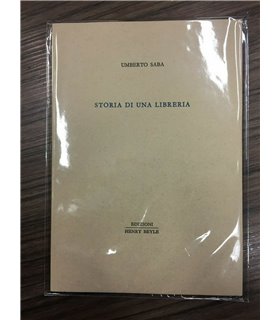 UMBERTO SABA
STORIA DI UNA LIBRERIA
EDIZIONI
HENRY BEYLE